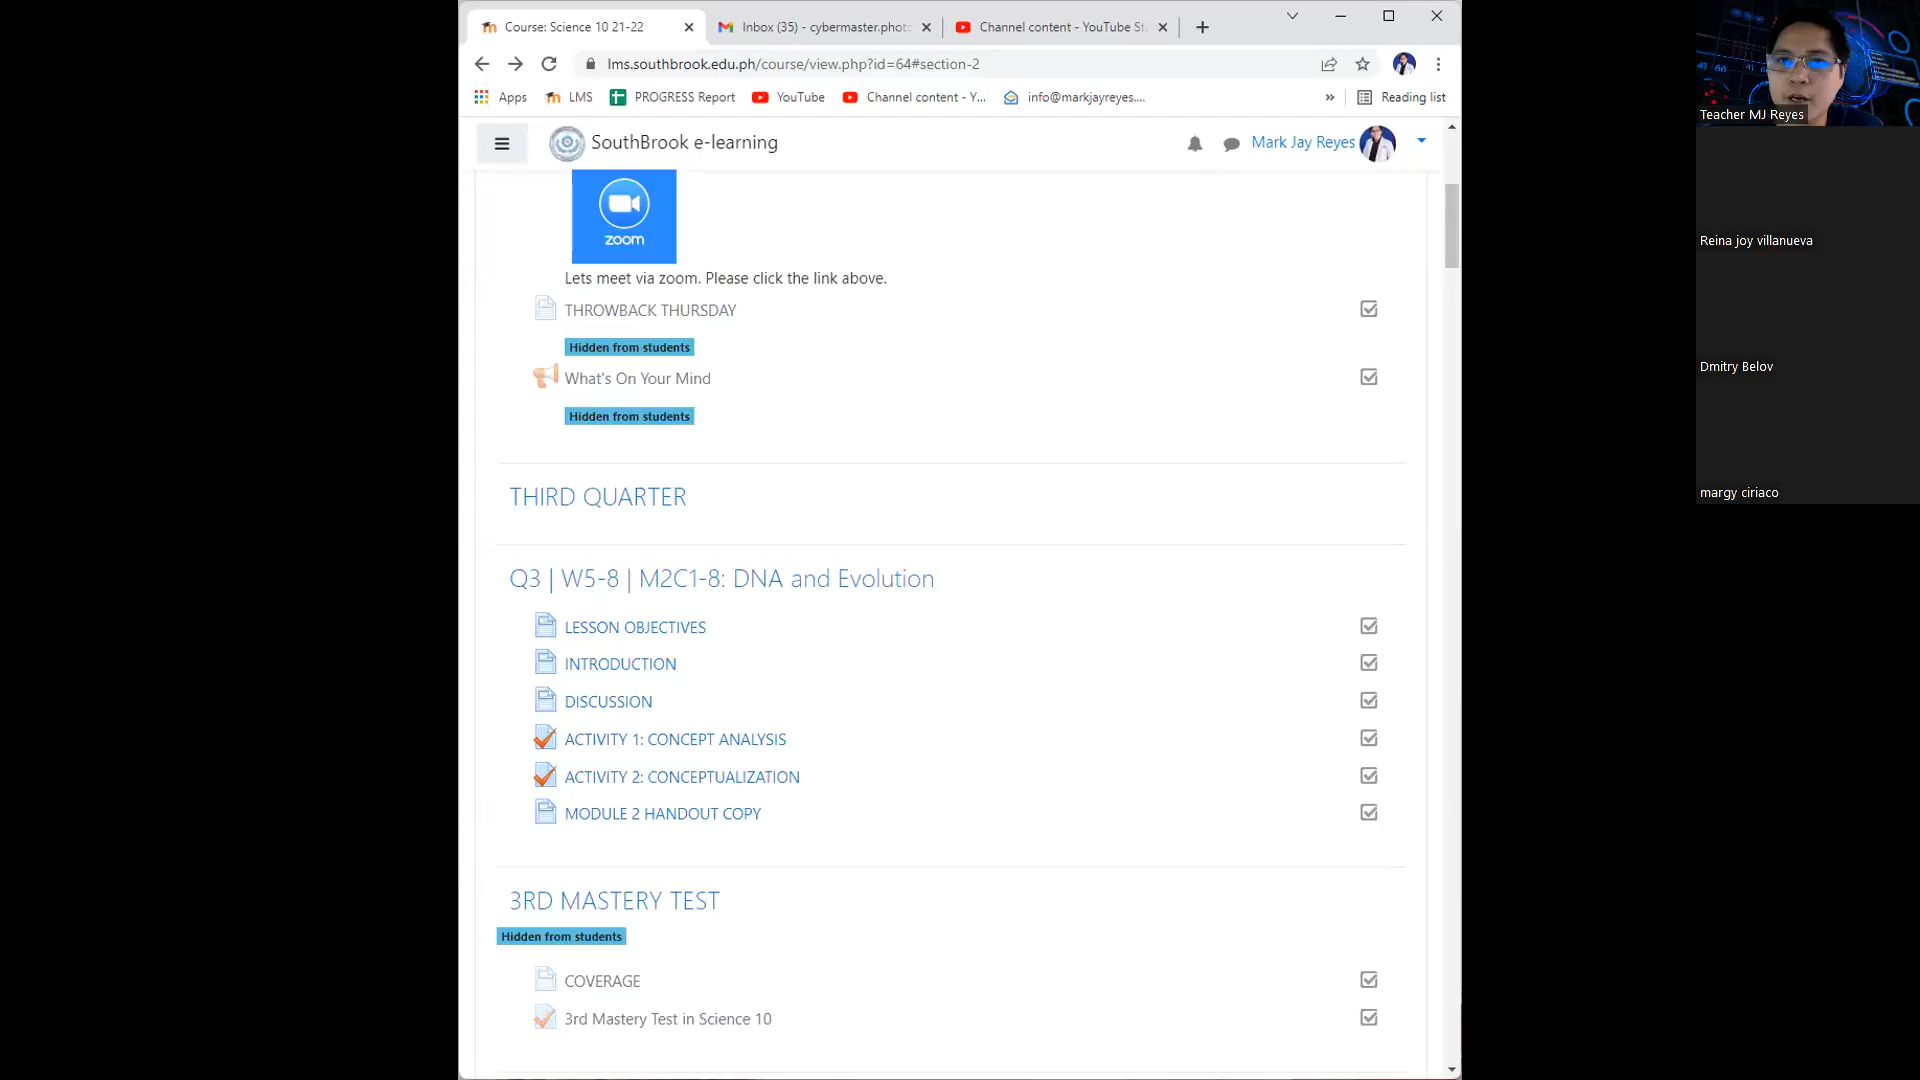 Course: Science 10 21-22
Inbox (35) - cybermaster.phot
Channel content - YouTube St
lms.southbrook.edu.ph/course/view.php?id=64#section-2
Apps
LMS
PROGRESS Report
YouTube
Channel content - Y...
info@markjayreyes....
»
Reading list
SouthBrook e-learning
Mark Jay Reyes
zoom
Lets meet via zoom. Please click the link above.
THROWBACK THURSDAY
Hidden from students
What's On Your Mind
Hidden from students
THIRD QUARTER
Q3 | W5-8 | M2C1-8: DNA and Evolution
LESSON OBJECTIVES
INTRODUCTION
DISCUSSION
ACTIVITY 1: CONCEPT ANALYSIS
ACTIVITY 2: CONCEPTUALIZATION
MODULE 2 HANDOUT COPY
3RD MASTERY TEST
Hidden from students
COVERAGE
3rd Mastery Test in Science 10
Teacher MJ Reyes
Reina joy villanueva
Dmitry Belov
margy ciriaco